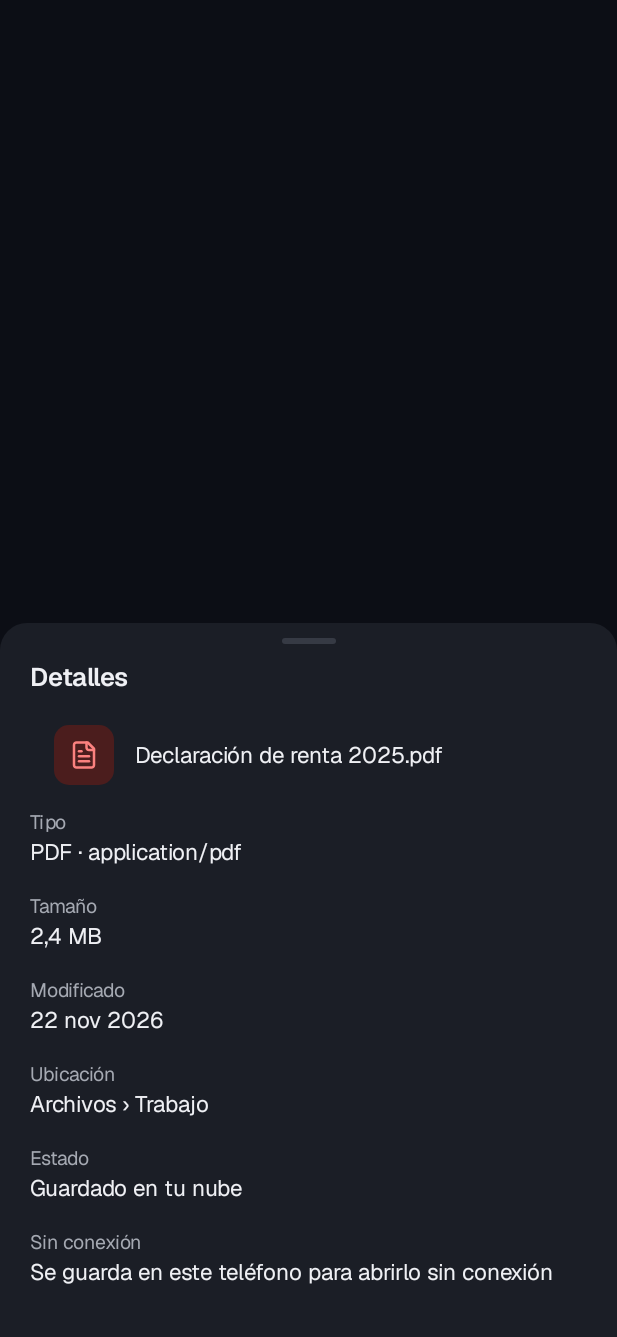 Detalles
Declaración de renta 2025.pdf
Tipo
PDF · application/pdf
Tamaño
2,4 MB
Modificado
22 nov 2026
Ubicación
Archivos › Trabajo
Estado
Guardado en tu nube
Sin conexión
Se guarda en este teléfono para abrirlo sin conexión